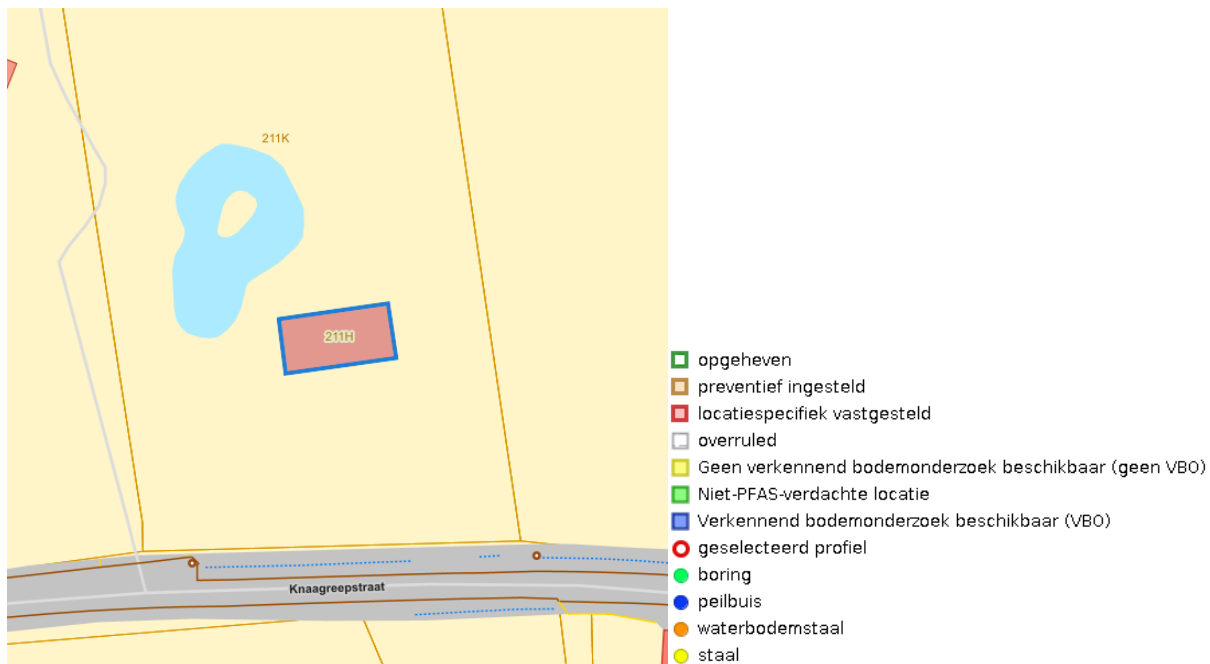 211K
211H
Knaagreepstraat
opgeheven
preventief ingesteld
locatiespecifiek vastgesteld
overruled
Geen verkennend bodemonderzoek beschikbaar (geen VBO)
Niet-PFAS-verdachte locatie
Verkennend bodemonderzoek beschikbaar (VBO)
geselecteerd profiel
boring
peilbuis
waterbodemstaal
staal